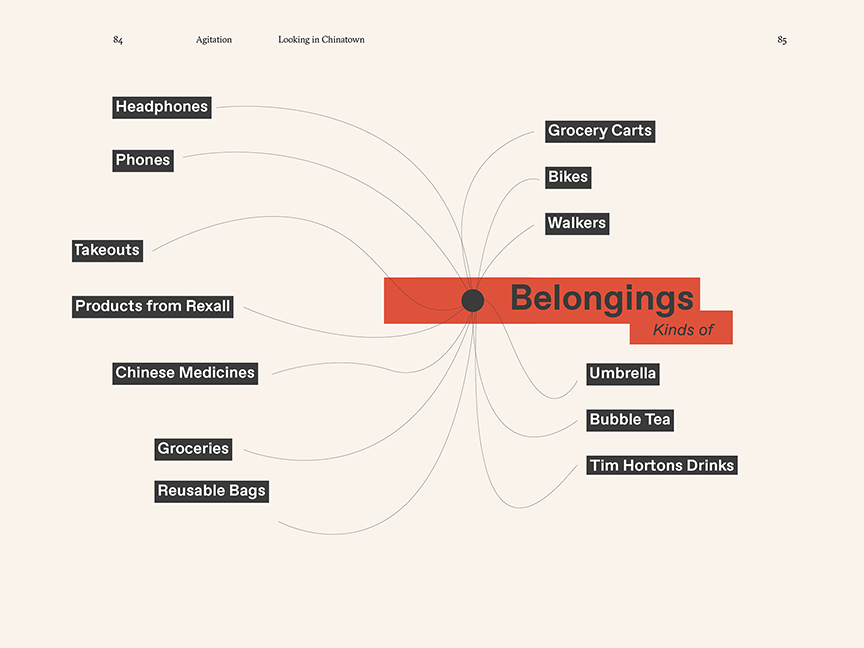 84 Agitation Looking in Chinatown 85
Headphones
Phones
Takeouts
Products from Rexall
Chinese Medicines
Groceries
Reusable Bags
Grocery Carts
Bikes
Walkers
Belongings
Kinds of
Umbrella
Bubble Tea
Tim Hortons Drinks